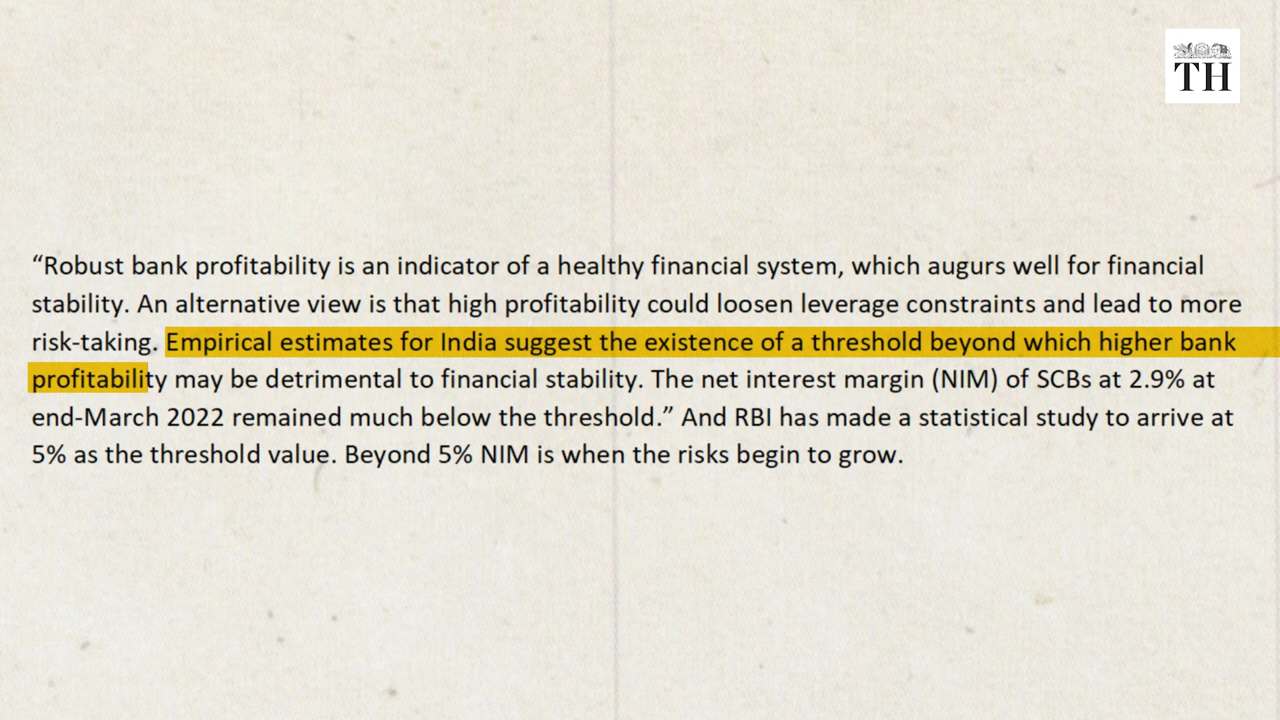 TH
“Robust bank profitability is an indicator of a healthy financial system, which augurs well for financial
stability. An alternative view is that high profitability could loosen leverage constraints and lead to more
risk-taking. Empirical estimates for India suggest the existence of a threshold beyond which higher bank
profitability may be detrimental to financial stability. The net interest margin (NIM) of SCBs at 2.9% at
end-March 2022 remained much below the threshold.” And RBI has made a statistical study to arrive at
5% as the threshold value. Beyond 5% NIM is when the risks begin to grow.